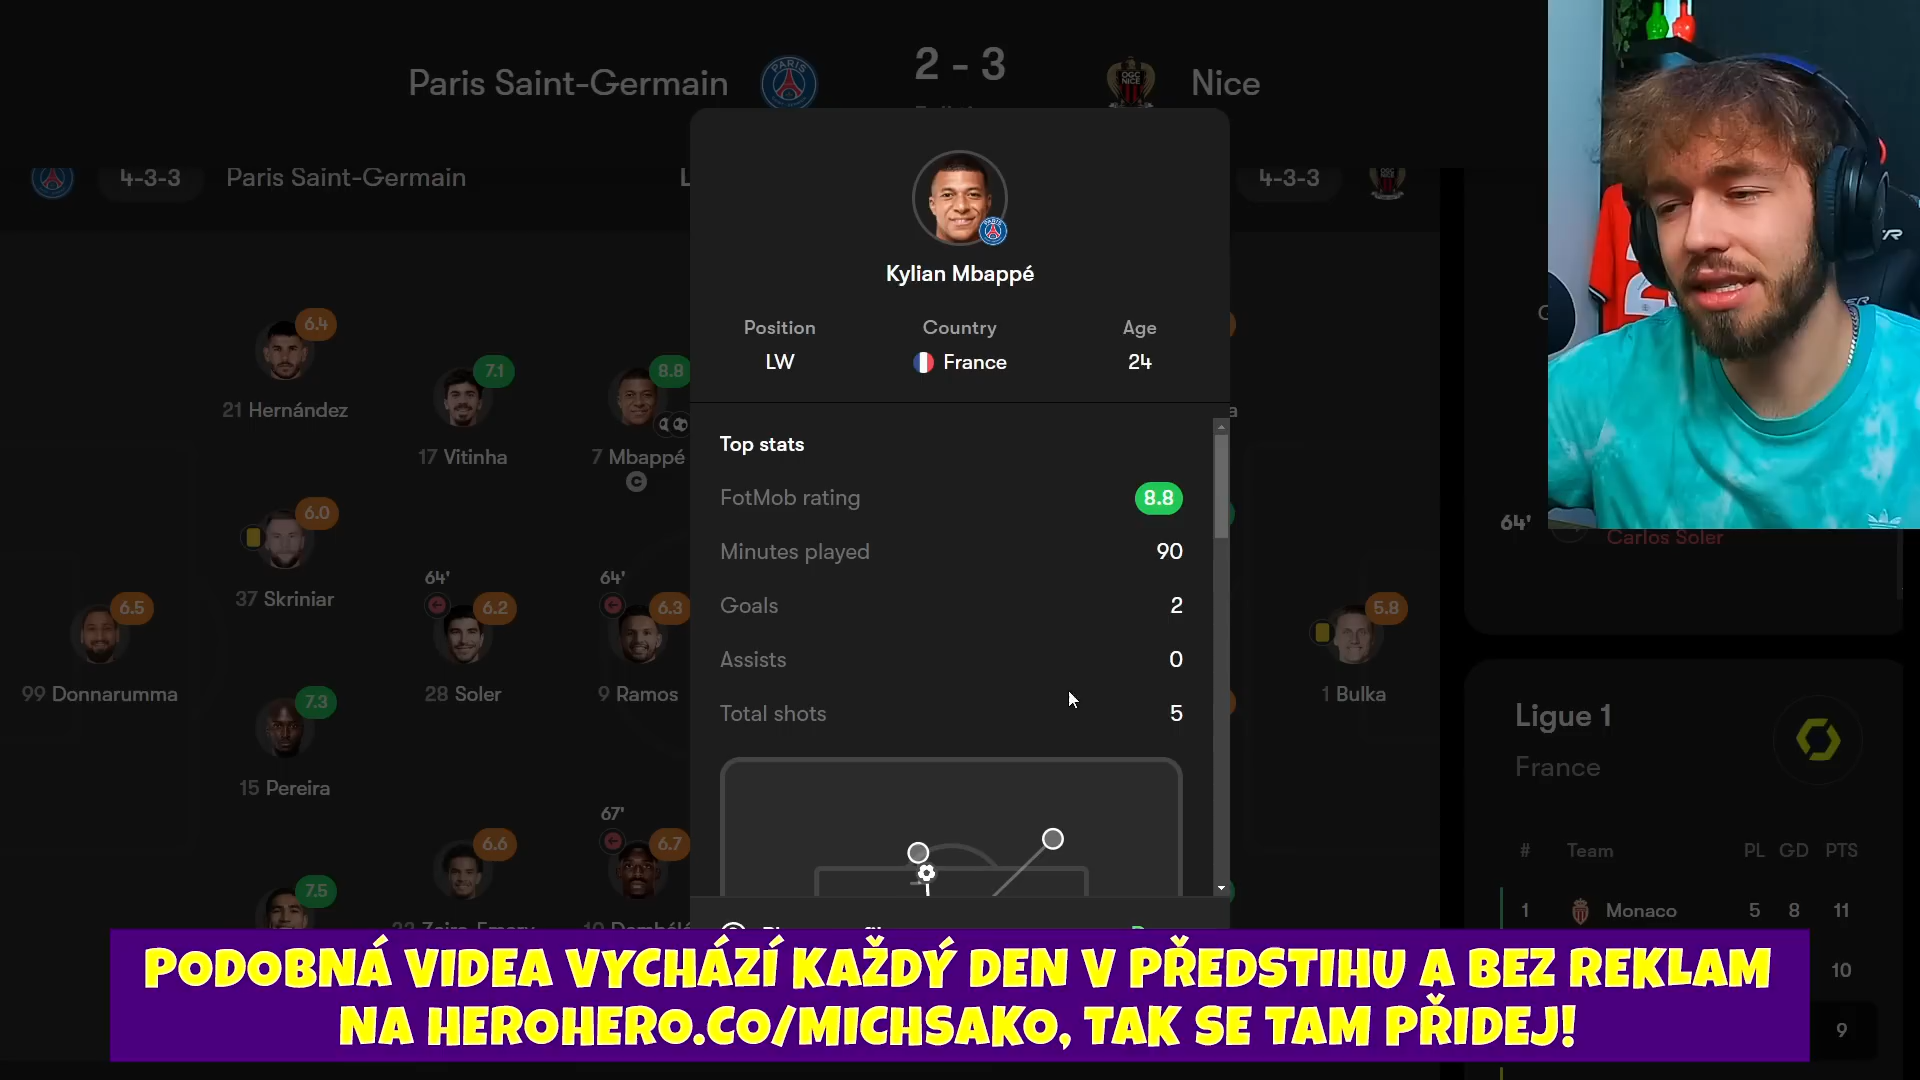 Paris Saint-Germain
2 - 3
Nice
4-3-3
Paris Saint-Germain
4-3-3
Kylian Mbappé
Position
Country
Age
LW
France
24
Top stats
FotMob rating
8.8
Minutes played
90
Goals
2
Assists
0
Total shots
5
6.4
21 Hernández
7.1
17 Vitinha
8.8
7 Mbappé
C
6.0
37 Skriniar
6.5
99 Donnarumma
64'
6.2
28 Soler
64'
6.3
9 Ramos
7.3
15 Pereira
6.6
67'
6.7
7.5
5.8
1 Bulka
64'
Carlos Soler
Ligue 1
France
# Team PL GD PTS
1 Monaco 5 8 11
10
9
PODOBNÁ VIDEA VYCHÁZÍ KAŽDÝ DEN V PŘEDSTIHU A BEZ REKLAM
NA HEROHERO.CO/MICHSAKO, TAK SE TAM PŘIDEJ!